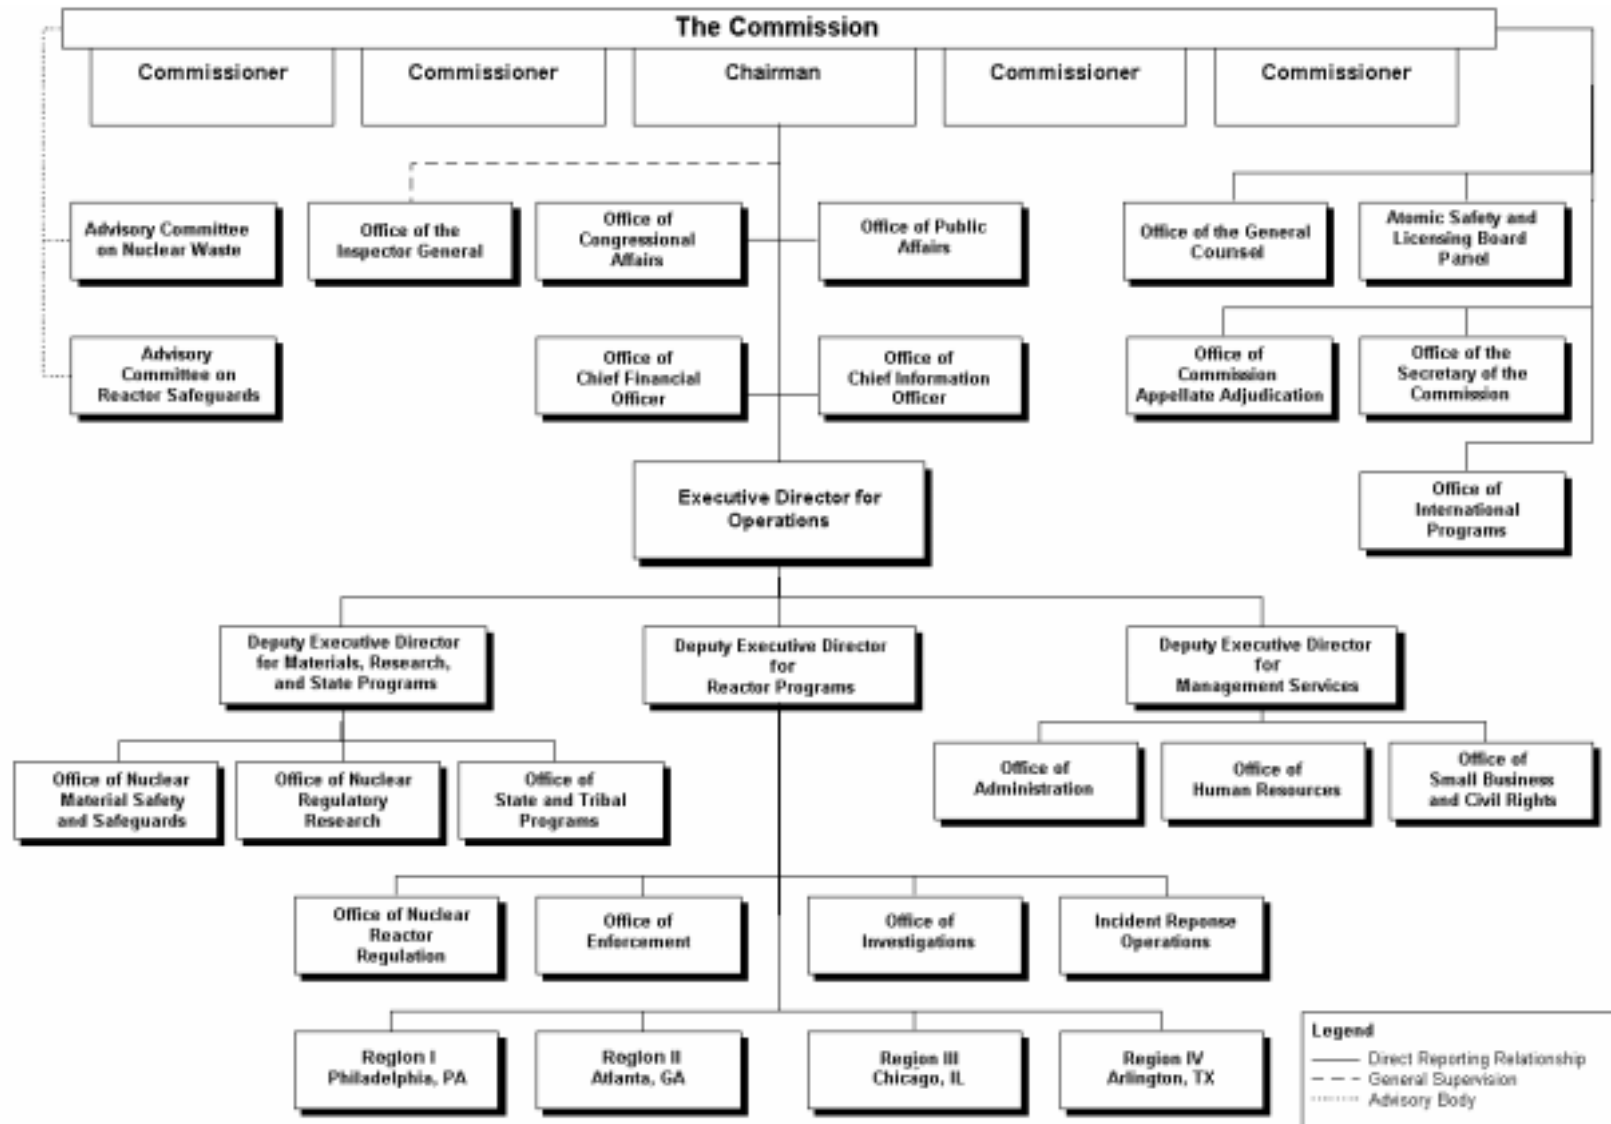 The Commission
Commissioner
Commissioner
Chairman
Commissioner
Commissioner
Advisory Committee
on Nuclear Waste
Office of the
Inspector General
Office of
Congressional
Affairs
Office of Public
Affairs
Office of the General
Counsel
Atomic Safety and
Licensing Board
Panel
Advisory
Committee on
Reactor Safeguards
Office of
Chief Financial
Officer
Office of
Chief Information
Officer
Office of
Commission
Appellate Adjudication
Office of the
Secretary of the
Commission
Executive Director for
Operations
Office of
International
Programs
Deputy Executive Director
for Materials, Research,
and State Programs
Deputy Executive Director
for
Reactor Programs
Deputy Executive Director
for
Management Services
Office of Nuclear
Material Safety
and Safeguards
Office of Nuclear
Regulatory
Research
Office of
State and Tribal
Programs
Office of
Administration
Office of
Human Resources
Office of
Small Business
and Civil Rights
Office of Nuclear
Reactor
Regulation
Office of
Enforcement
Office of
Investigations
Incident Reponse
Operations
Region I
Philadelphia, PA
Region II
Atlanta, GA
Region III
Chicago, IL
Region IV
Arlington, TX
Legend
Direct Reporting Relationship
General Supervision
Advisory Body